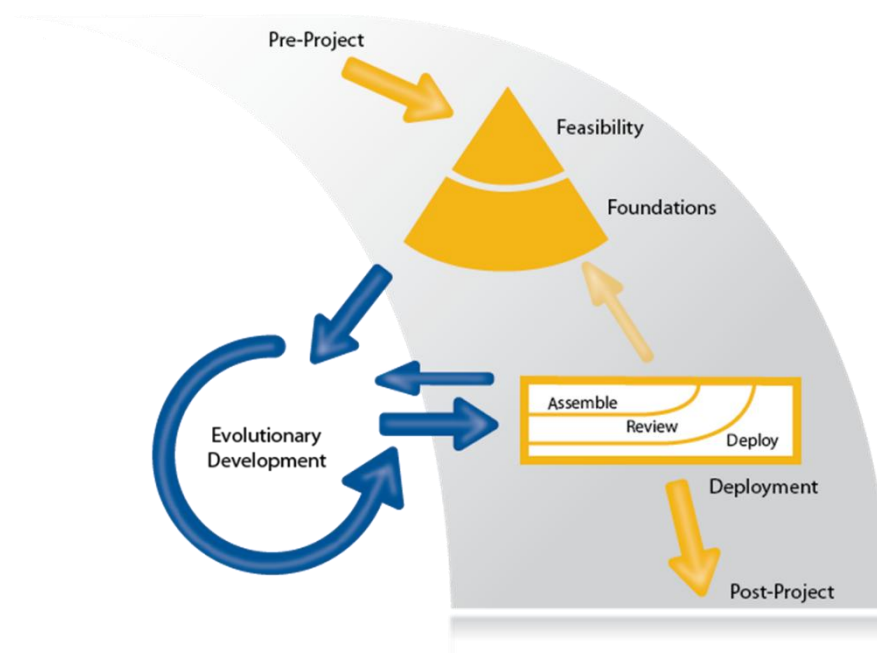 Pre-Project
Feasibility
Foundations
Evolutionary
Development
Assemble
Review
Deploy
Deployment
Post-Project